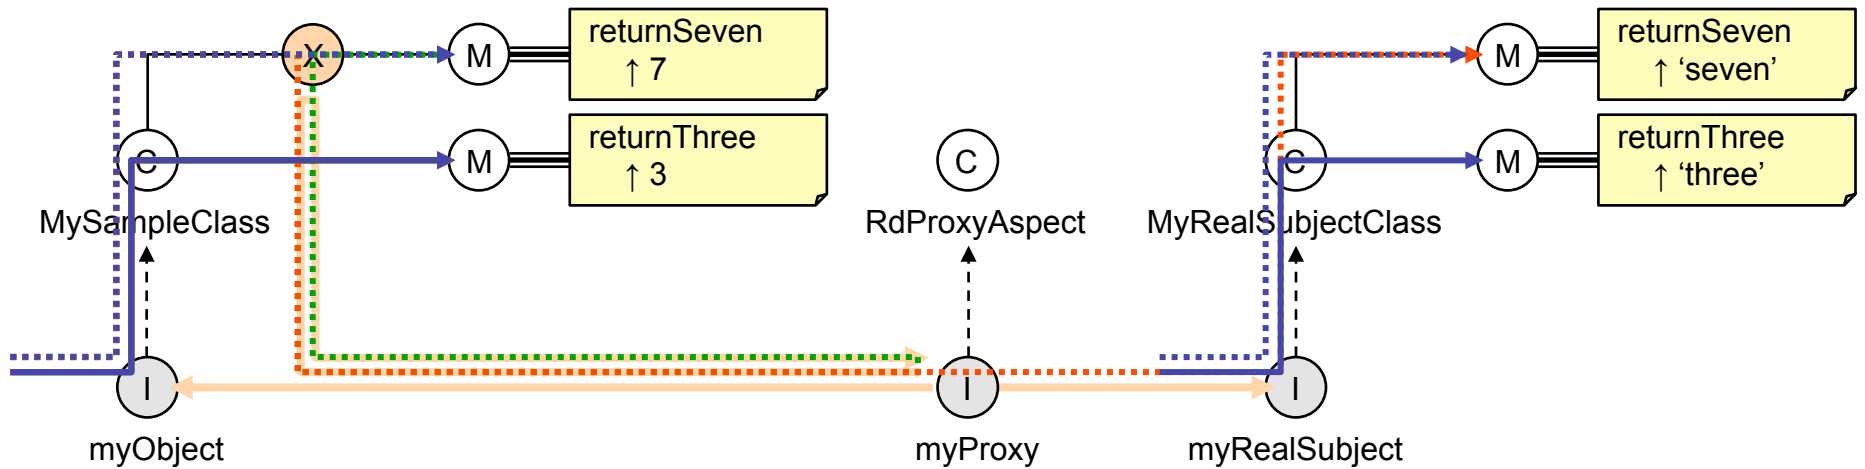 X
M
returnSeven
↑ 7
M
returnSeven
↑ ‘seven’
C
M
returnThree
↑ 3
C
C
M
returnThree
↑ ‘three’
MySampleClass
RdProxyAspect
MyRealSubjectClass
I
I
I
myObject
myProxy
myRealSubject